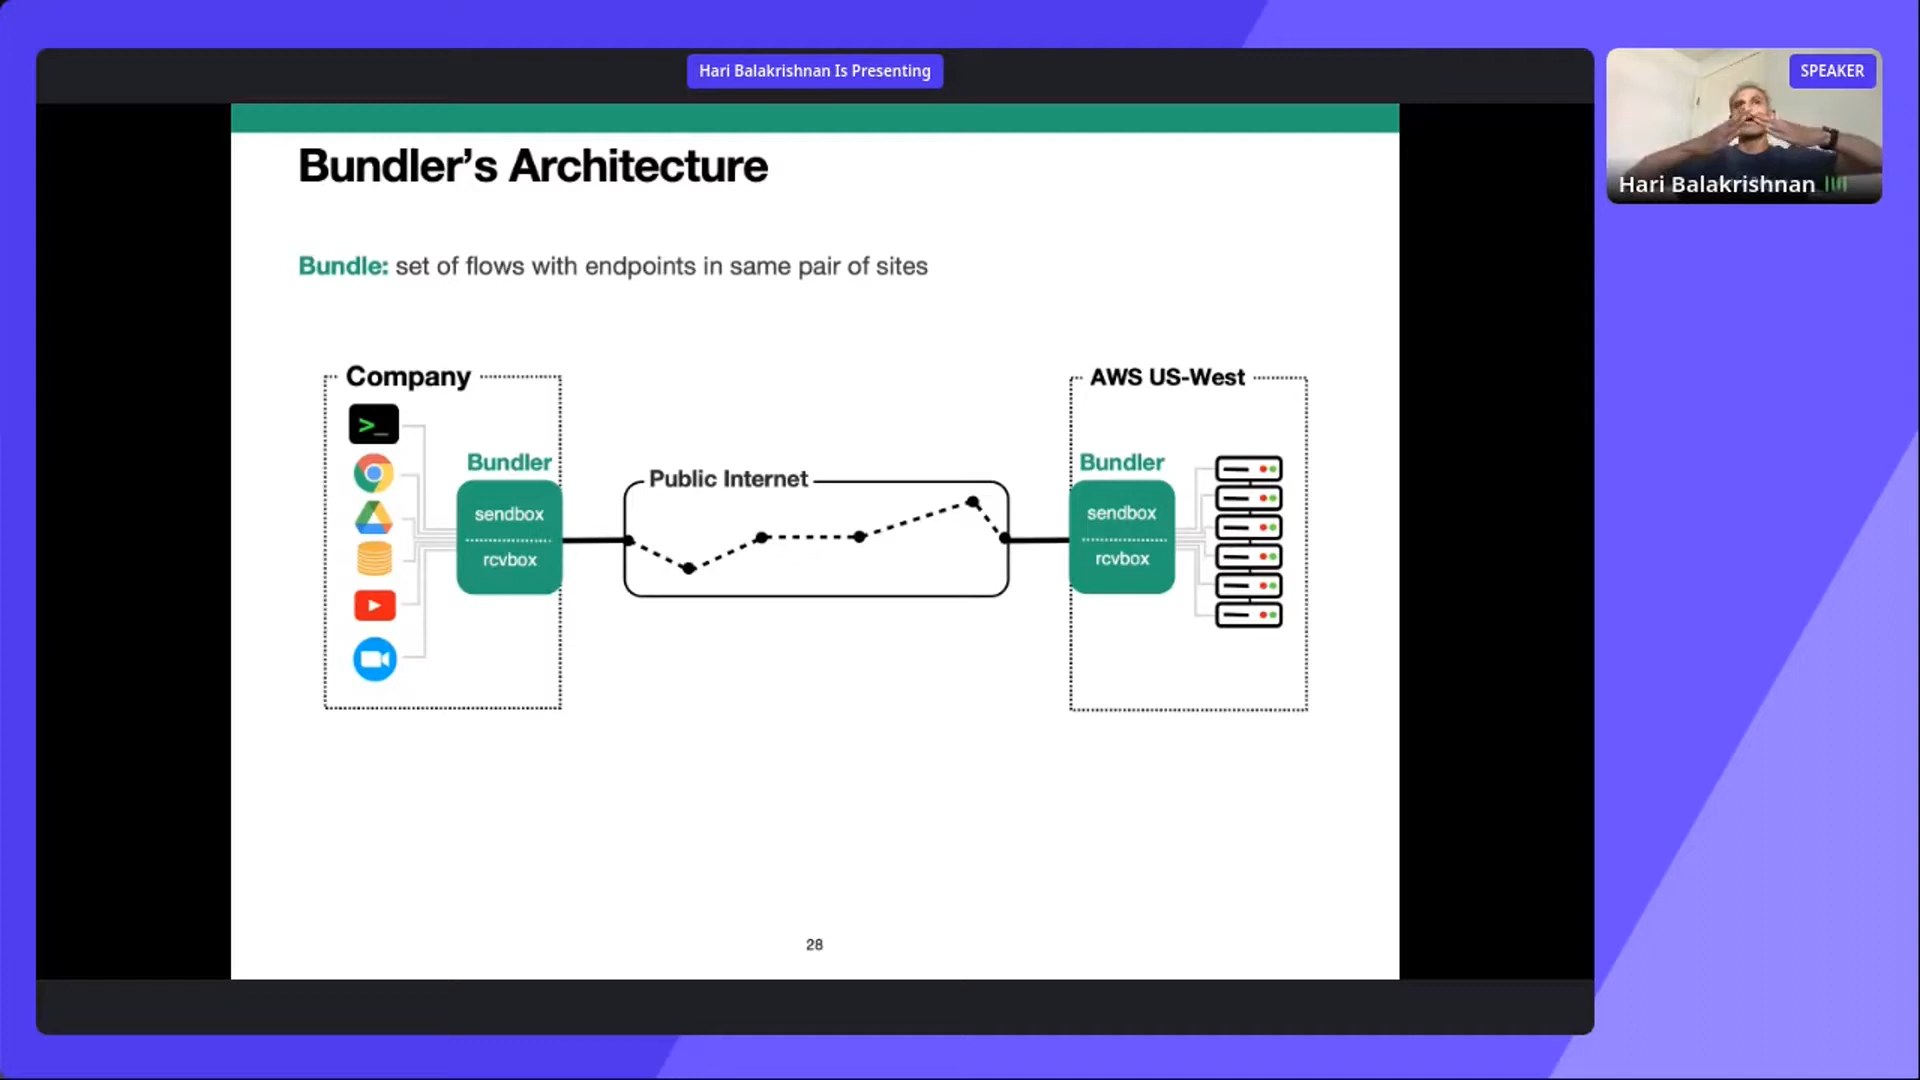 Hari Balakrishnan Is Presenting
SPEAKER
Hari Balakrishnan
Bundler’s Architecture
Bundle: set of flows with endpoints in same pair of sites
Company
AWS US-West
>_
Bundler
sendbox
rcvbox
Public Internet
Bundler
sendbox
rcvbox
28